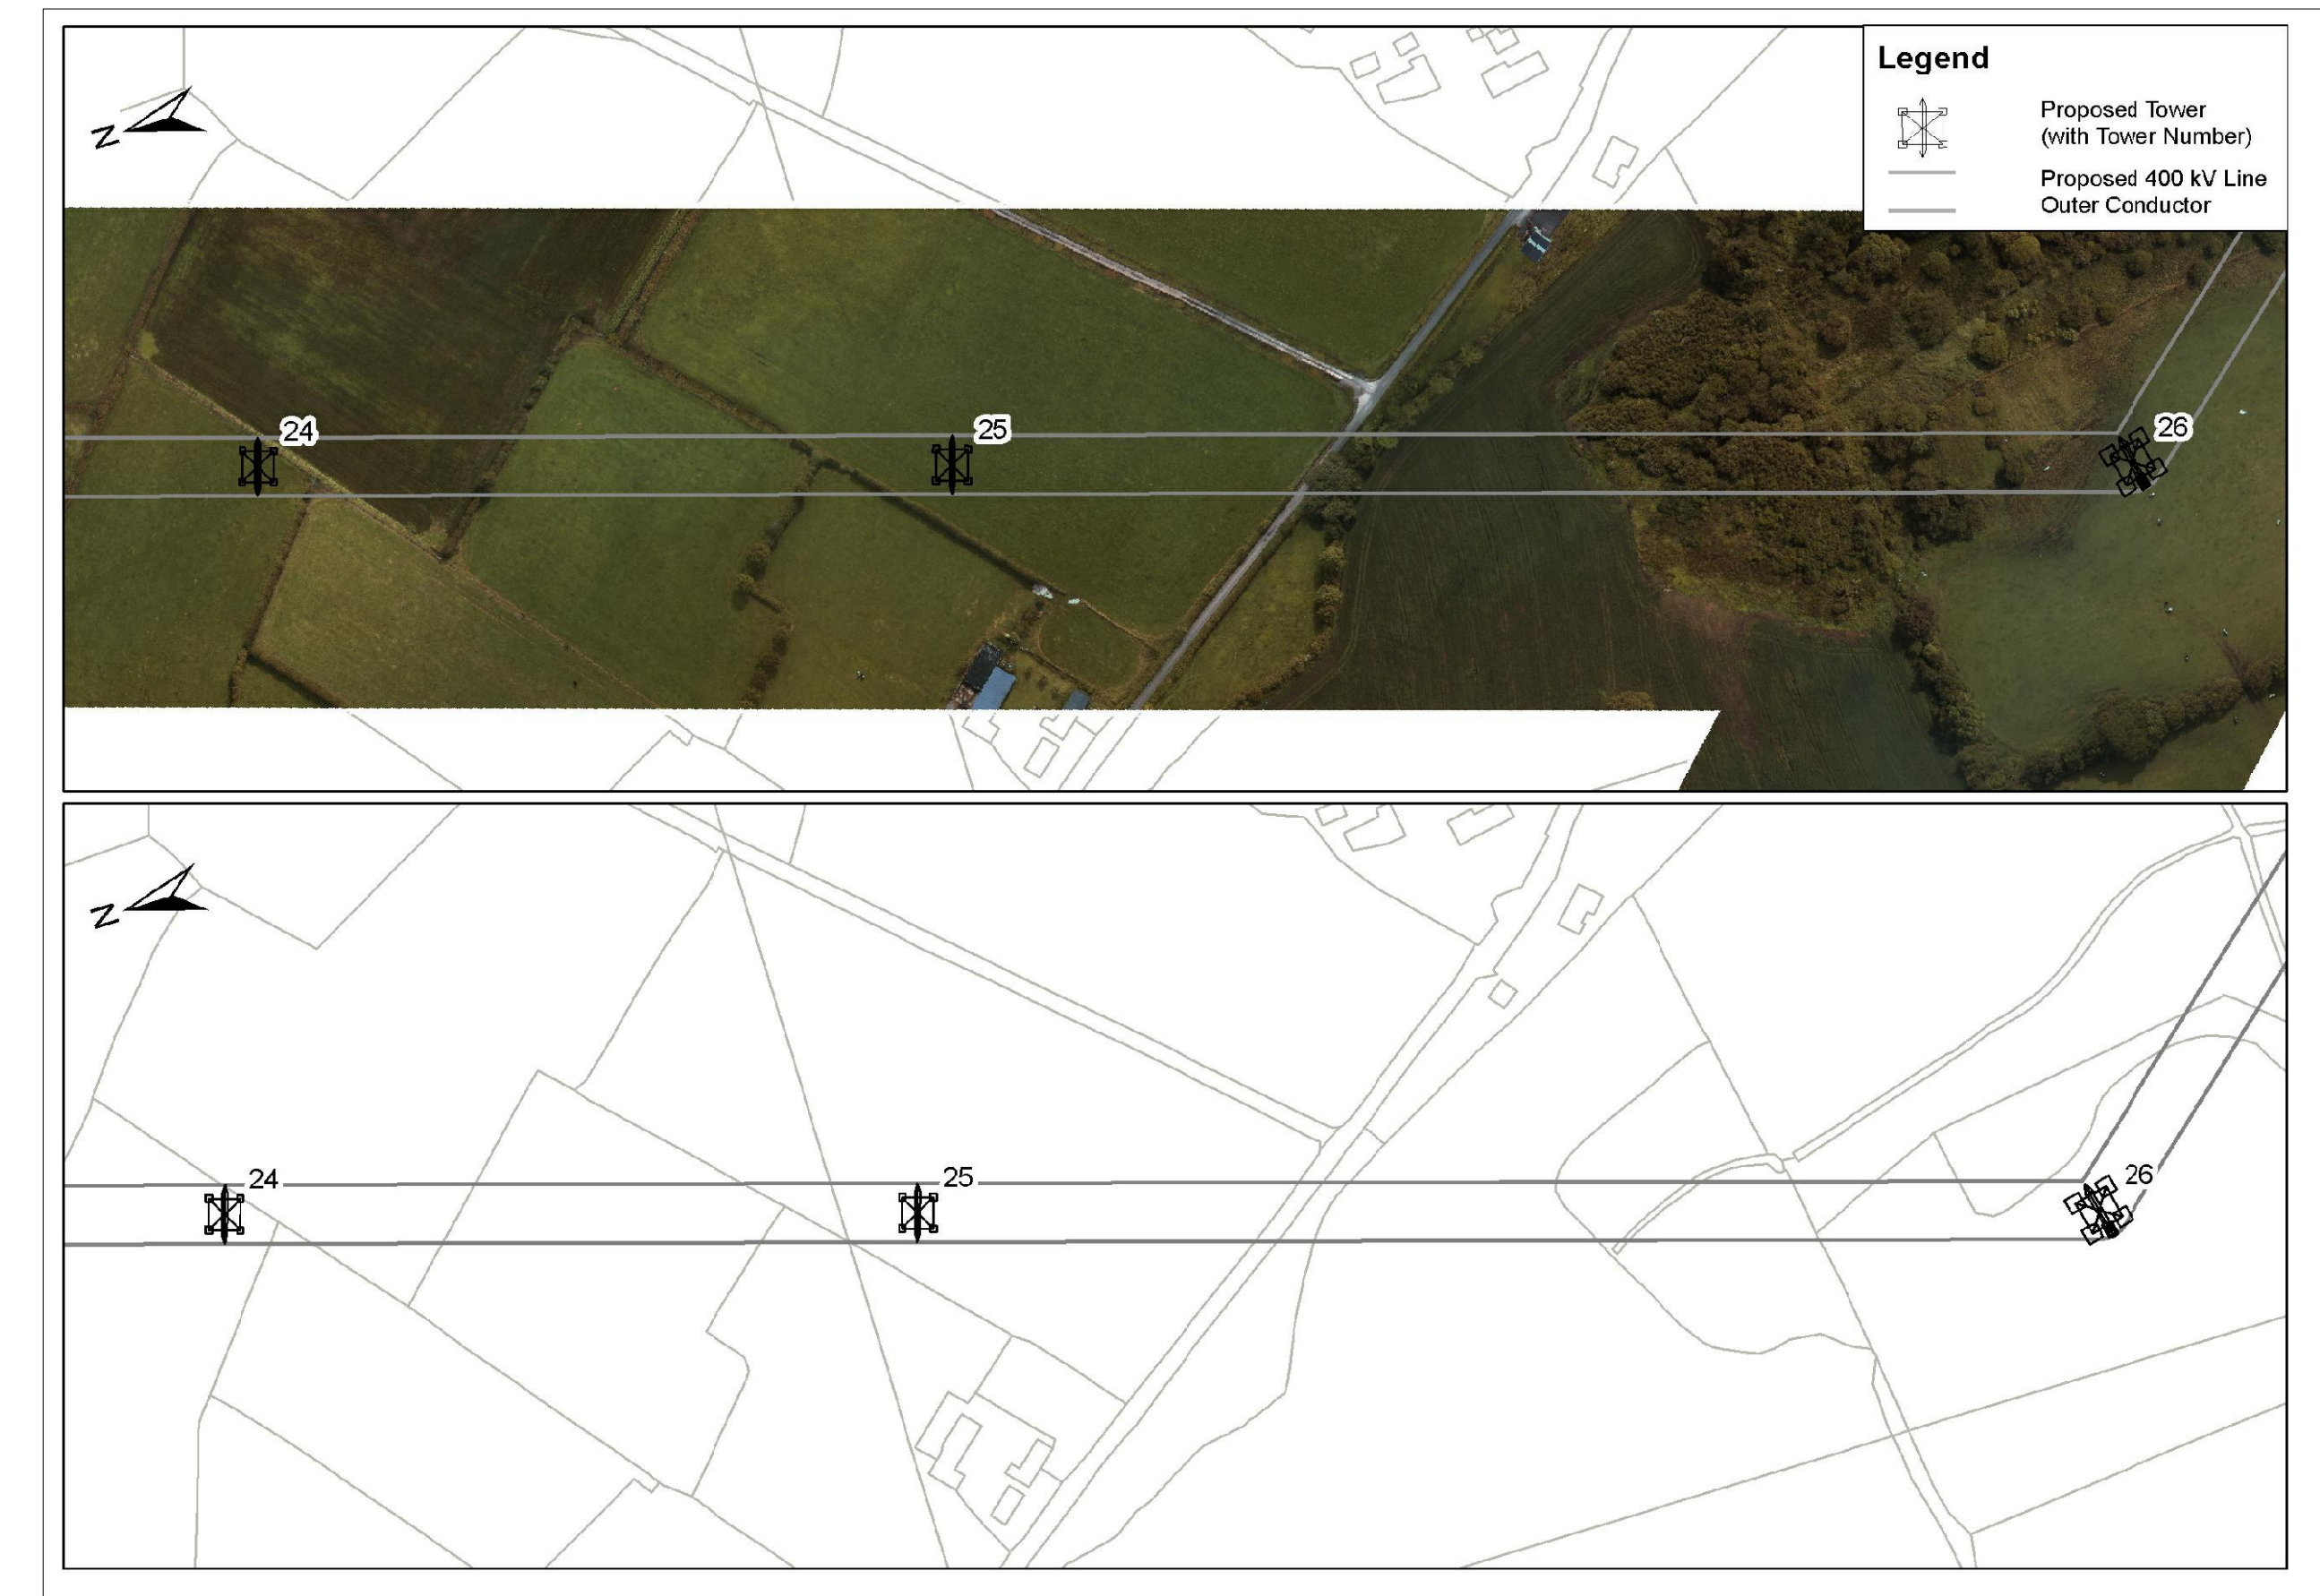 Legend
Proposed Tower
(with Tower Number)
Proposed 400 kV Line
Outer Conductor
N
24
25
26
N
24
25
26